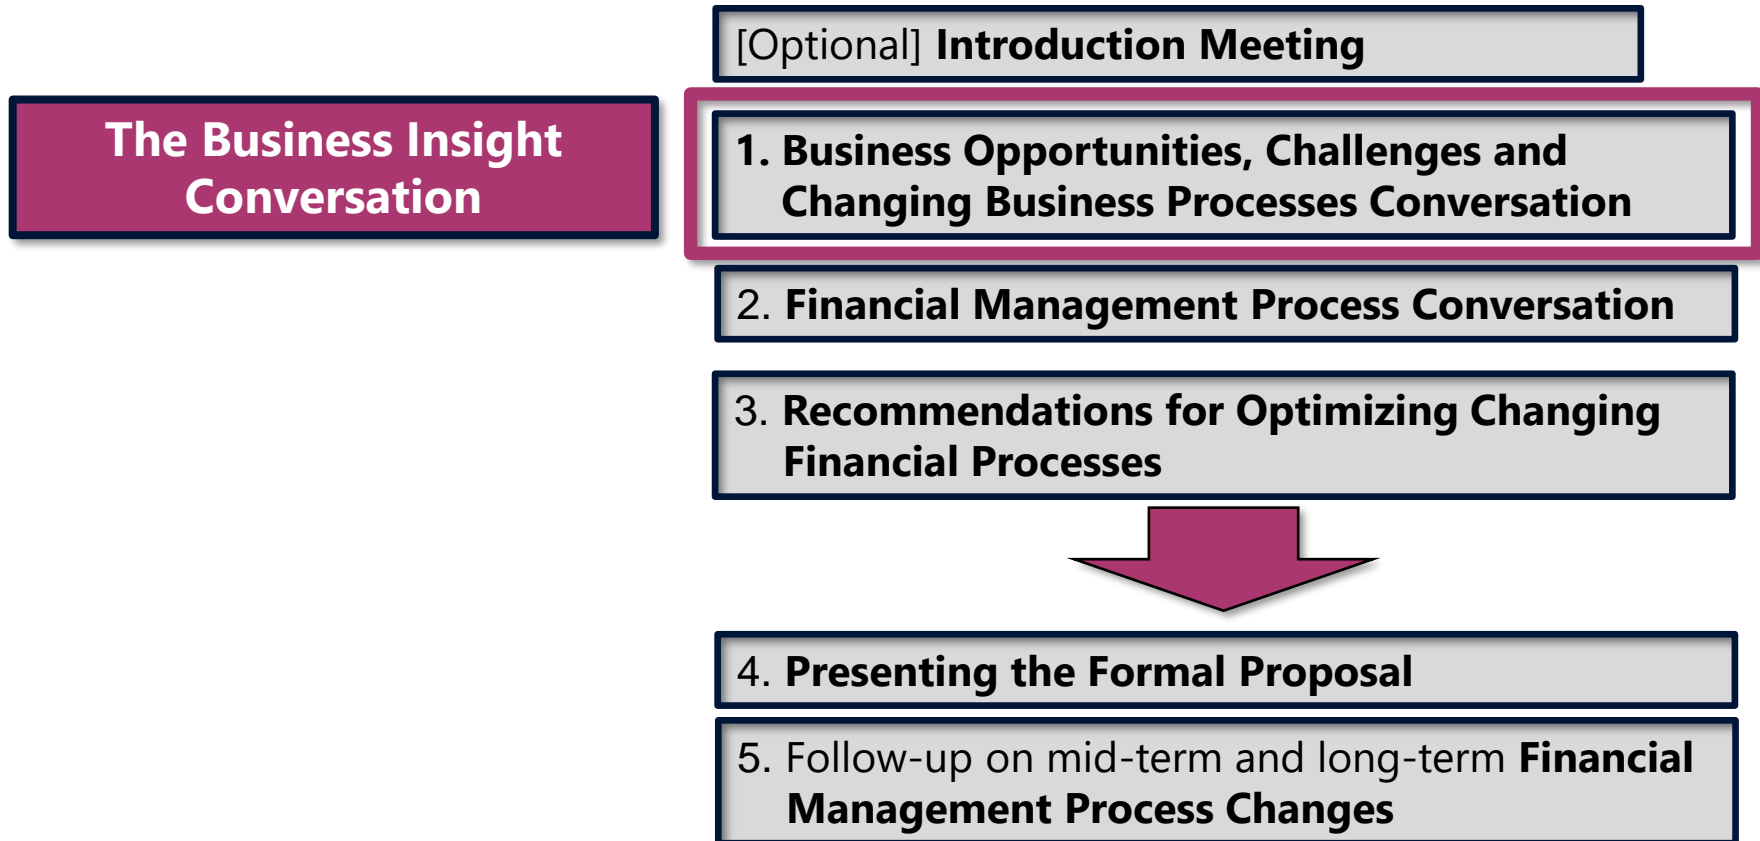 [Optional] Introduction Meeting
The Business Insight
Conversation
1. Business Opportunities, Challenges and
Changing Business Processes Conversation
2. Financial Management Process Conversation
3. Recommendations for Optimizing Changing
Financial Processes
4. Presenting the Formal Proposal
5. Follow-up on mid-term and long-term Financial
Management Process Changes